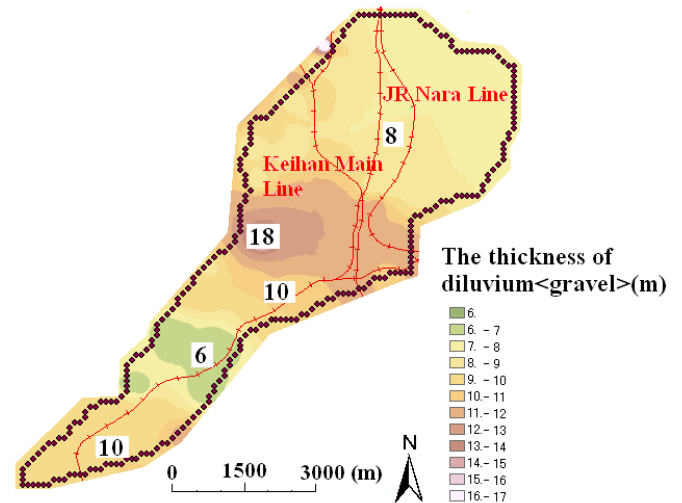 JR Nara Line
8
Keihan Main
Line
18
10
6
10
The thickness of
diluvium<gravel>(m)
6.
6. - 7
7. - 8
8. - 9
9. - 10
10. - 11
11. - 12
12. - 13
13. - 14
14. - 15
15. - 16
16. - 17
N
0 1500 3000 (m)